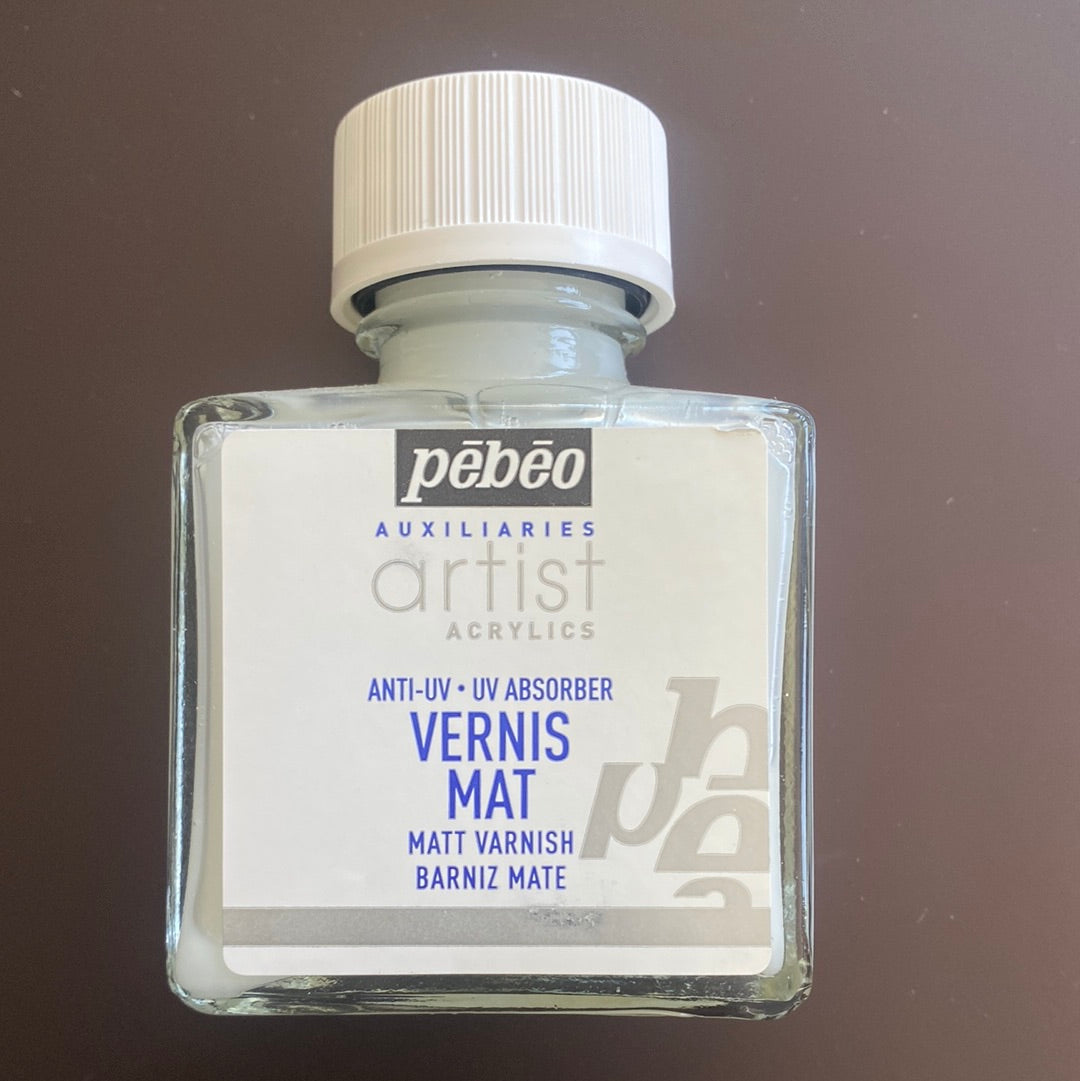 pēbēo
AUXILIARIES
artist
ACRYLICS
ANTI-UV • UV ABSORBER
VERNIS
MAT
MATT VARNISH
BARNIZ MATE